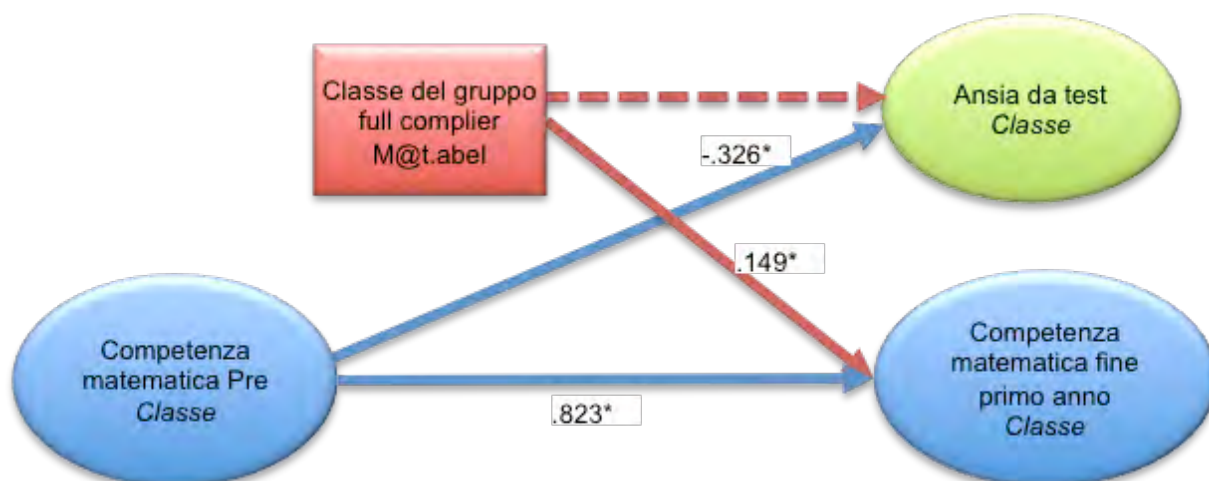 Classe del gruppo
full complier
M@t.abel
Ansia da test
Classe
-.326*
.149*
Competenza
matematica Pre
Classe
Competenza
matematica fine
primo anno
Classe
.823*